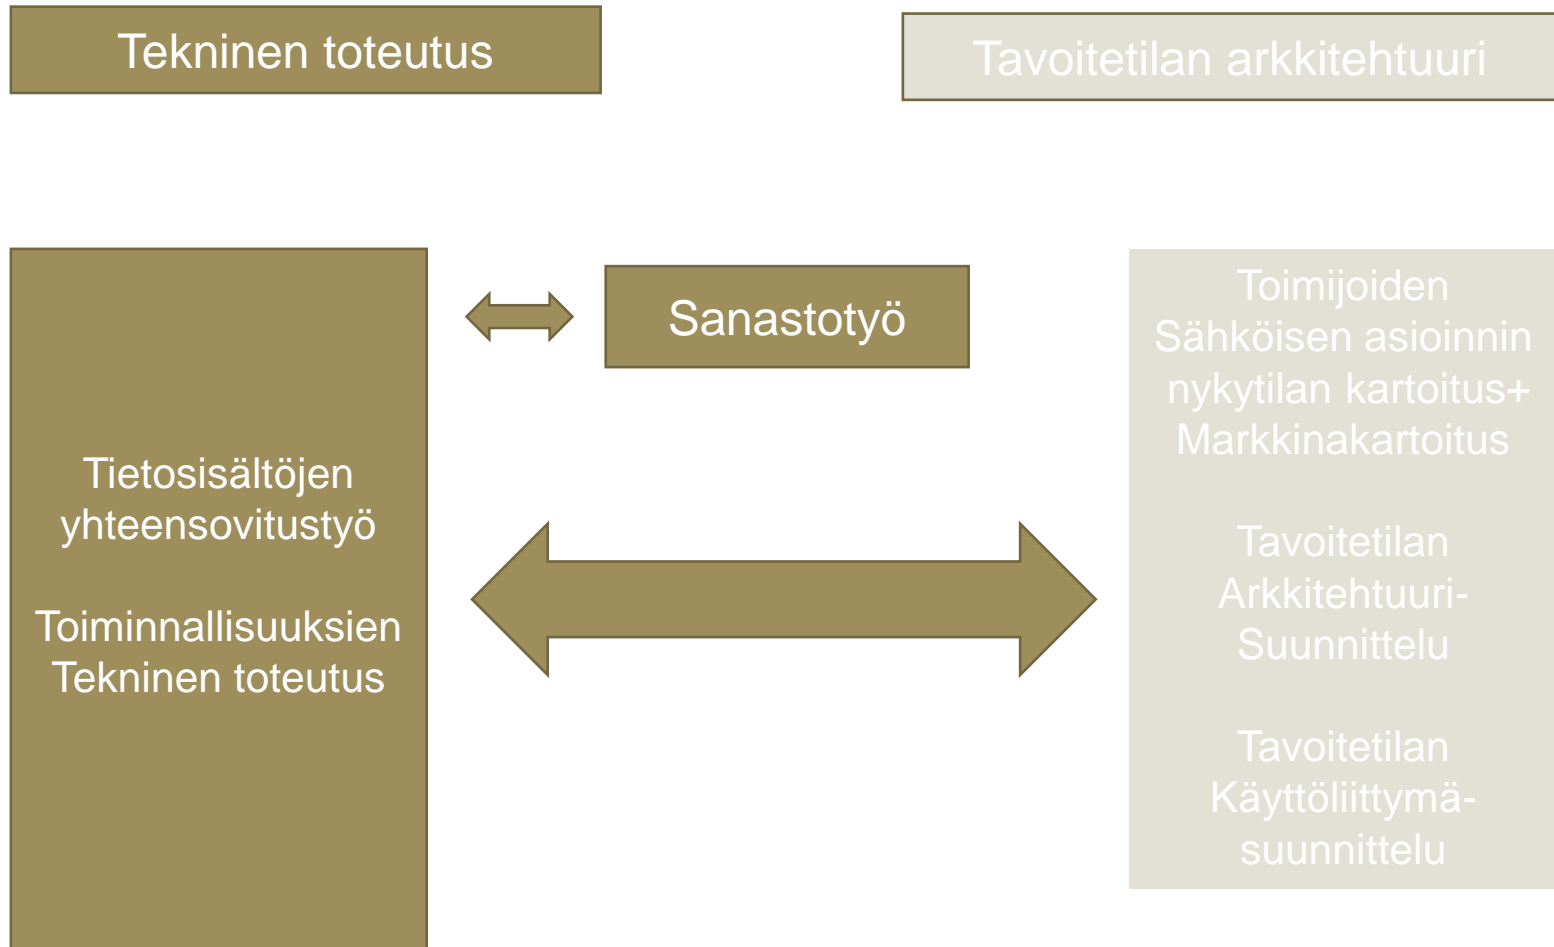 Tekninen toteutus
Tavoitetilan arkkitehtuuri
Tietosisältöjen
yhteensovitustyö
Toiminnallisuuksien
Tekninen toteutus
Sanastotyö
Toimijoiden
Sähköisen asioinnin
nykytilan kartoitus+
Markkinakartoitus
Tavoitetilan
Arkkitehtuuri-
Suunnittelu
Tavoitetilan
Käyttöliittymä-
suunnittelu